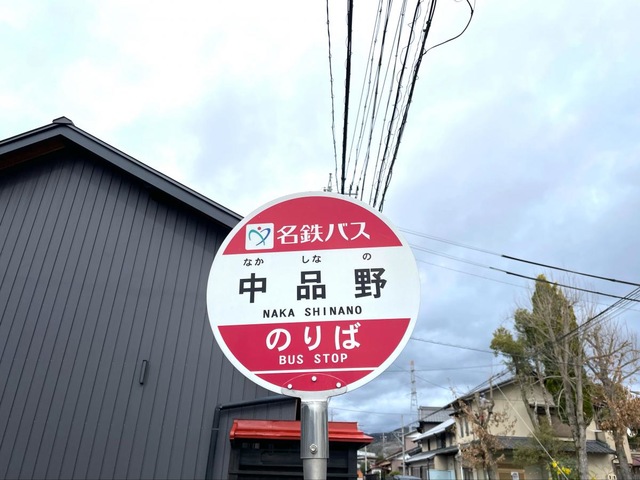 名鉄バス
なか しな の
中品野
NAKA SHINANO
のりば
BUS STOP